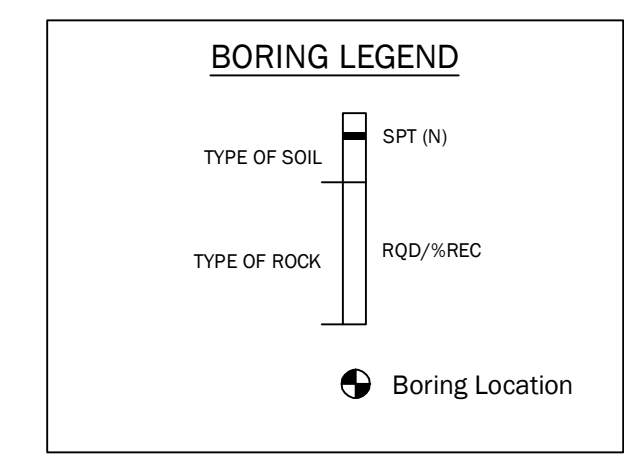 BORING LEGEND
SPT (N)
TYPE OF SOIL
RQD/%REC
TYPE OF ROCK
Boring Location